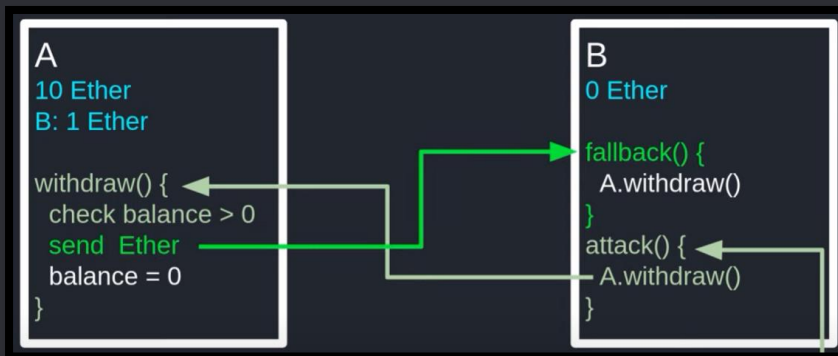 A
10 Ether
B: 1 Ether
withdraw() {
check balance > 0
send Ether
balance = 0
}
B
0 Ether
fallback() {
A.withdraw()
}
attack() {
A.withdraw()
}